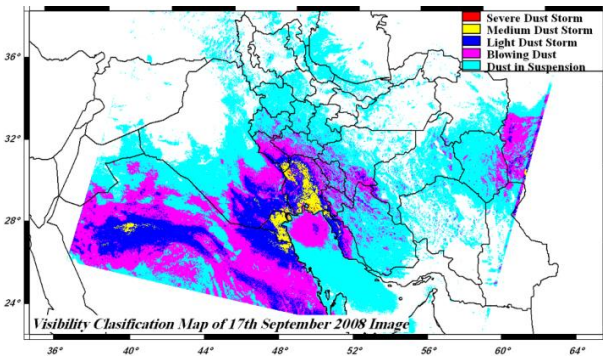 Severe Dust Storm
Medium Dust Storm
Light Dust Storm
Blowing Dust
Dust in Suspension
36°
32°
28°
24°
Visibility Clasification Map of 17th September 2008 Image
36° 40° 44° 48° 52° 56° 60° 64°